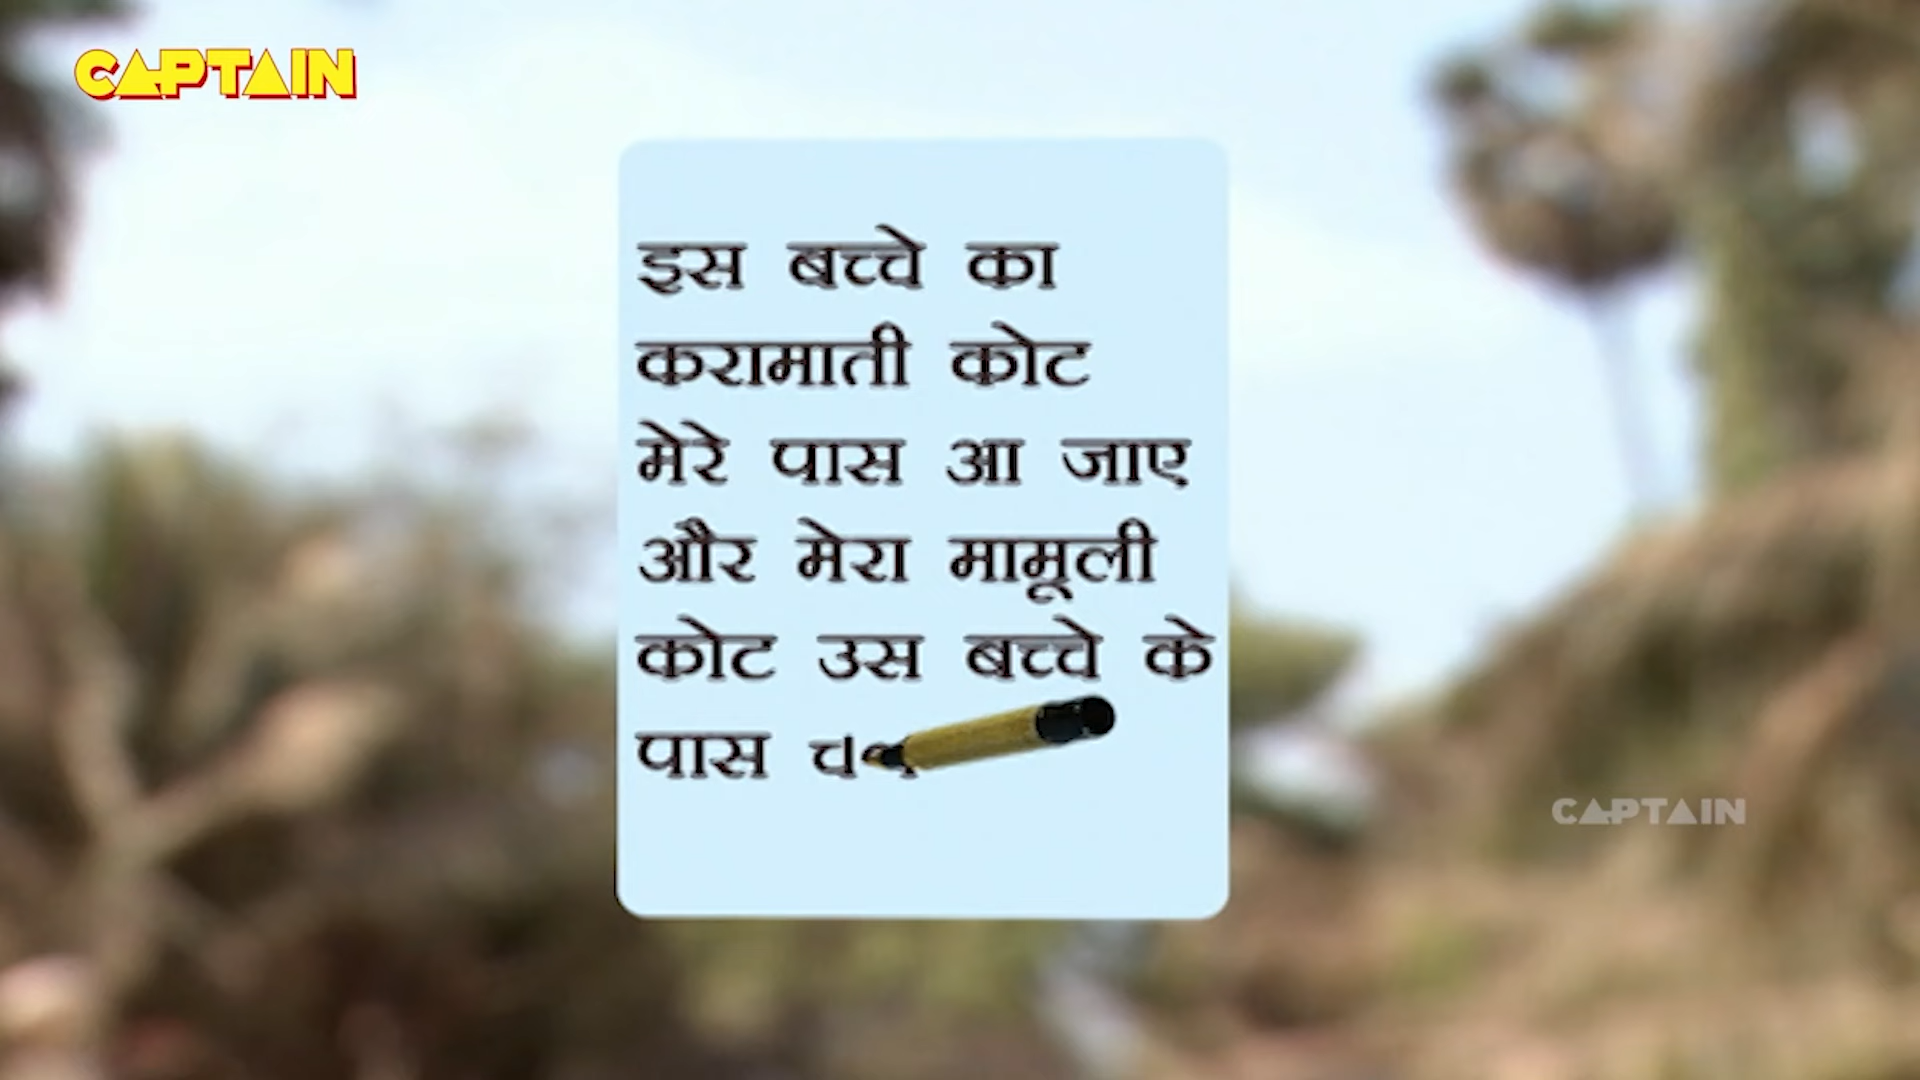 CAPTAIN
इस बच्चे का
करामाती कोट
मेरे पास आ जाए
और मेरा मामूली
कोट उस बच्चे के
पास
CAPTAIN